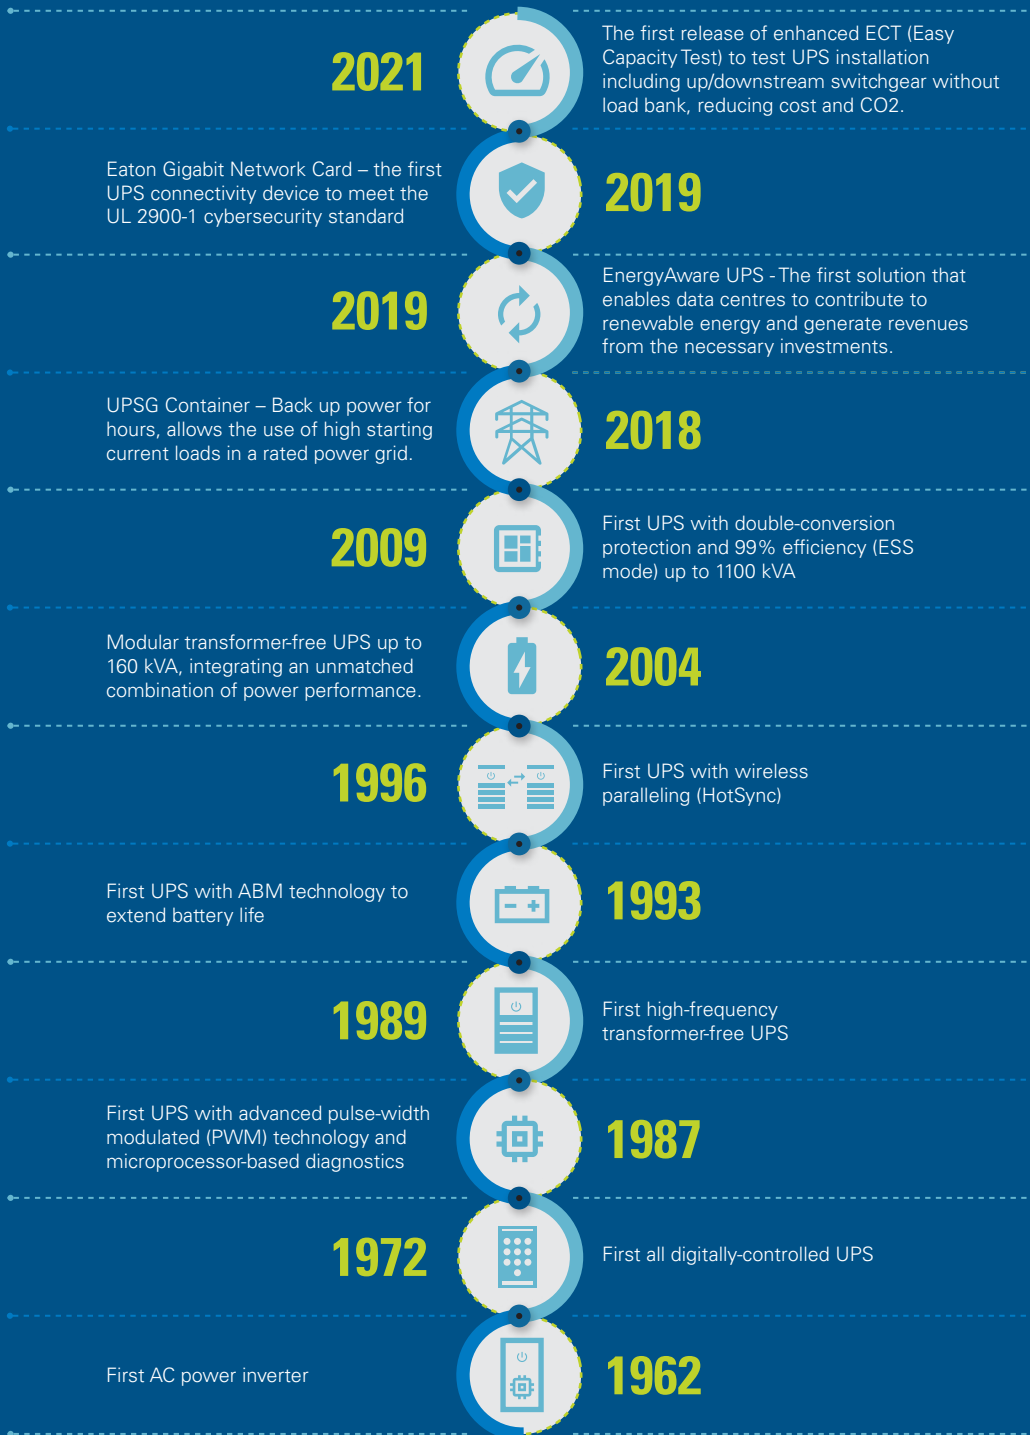 2021
The first release of enhanced ECT (Easy
Capacity Test) to test UPS installation
including up/downstream switchgear without
load bank, reducing cost and CO2.
Eaton Gigabit Network Card – the first
UPS connectivity device to meet the
UL 2900-1 cybersecurity standard
2019
2019
EnergyAware UPS - The first solution that
enables data centres to contribute to
renewable energy and generate revenues
from the necessary investments.
UPSG Container – Back up power for
hours, allows the use of high starting
current loads in a rated power grid.
2018
2009
First UPS with double-conversion
protection and 99% efficiency (ESS
mode) up to 1100 kVA
Modular transformer-free UPS up to
160 kVA, integrating an unmatched
combination of power performance.
2004
1996
First UPS with wireless
paralleling (HotSync)
First UPS with ABM technology to
extend battery life
1993
1989
First high-frequency
transformer-free UPS
First UPS with advanced pulse-width
modulated (PWM) technology and
microprocessor-based diagnostics
1987
1972
First all digitally-controlled UPS
First AC power inverter
1962